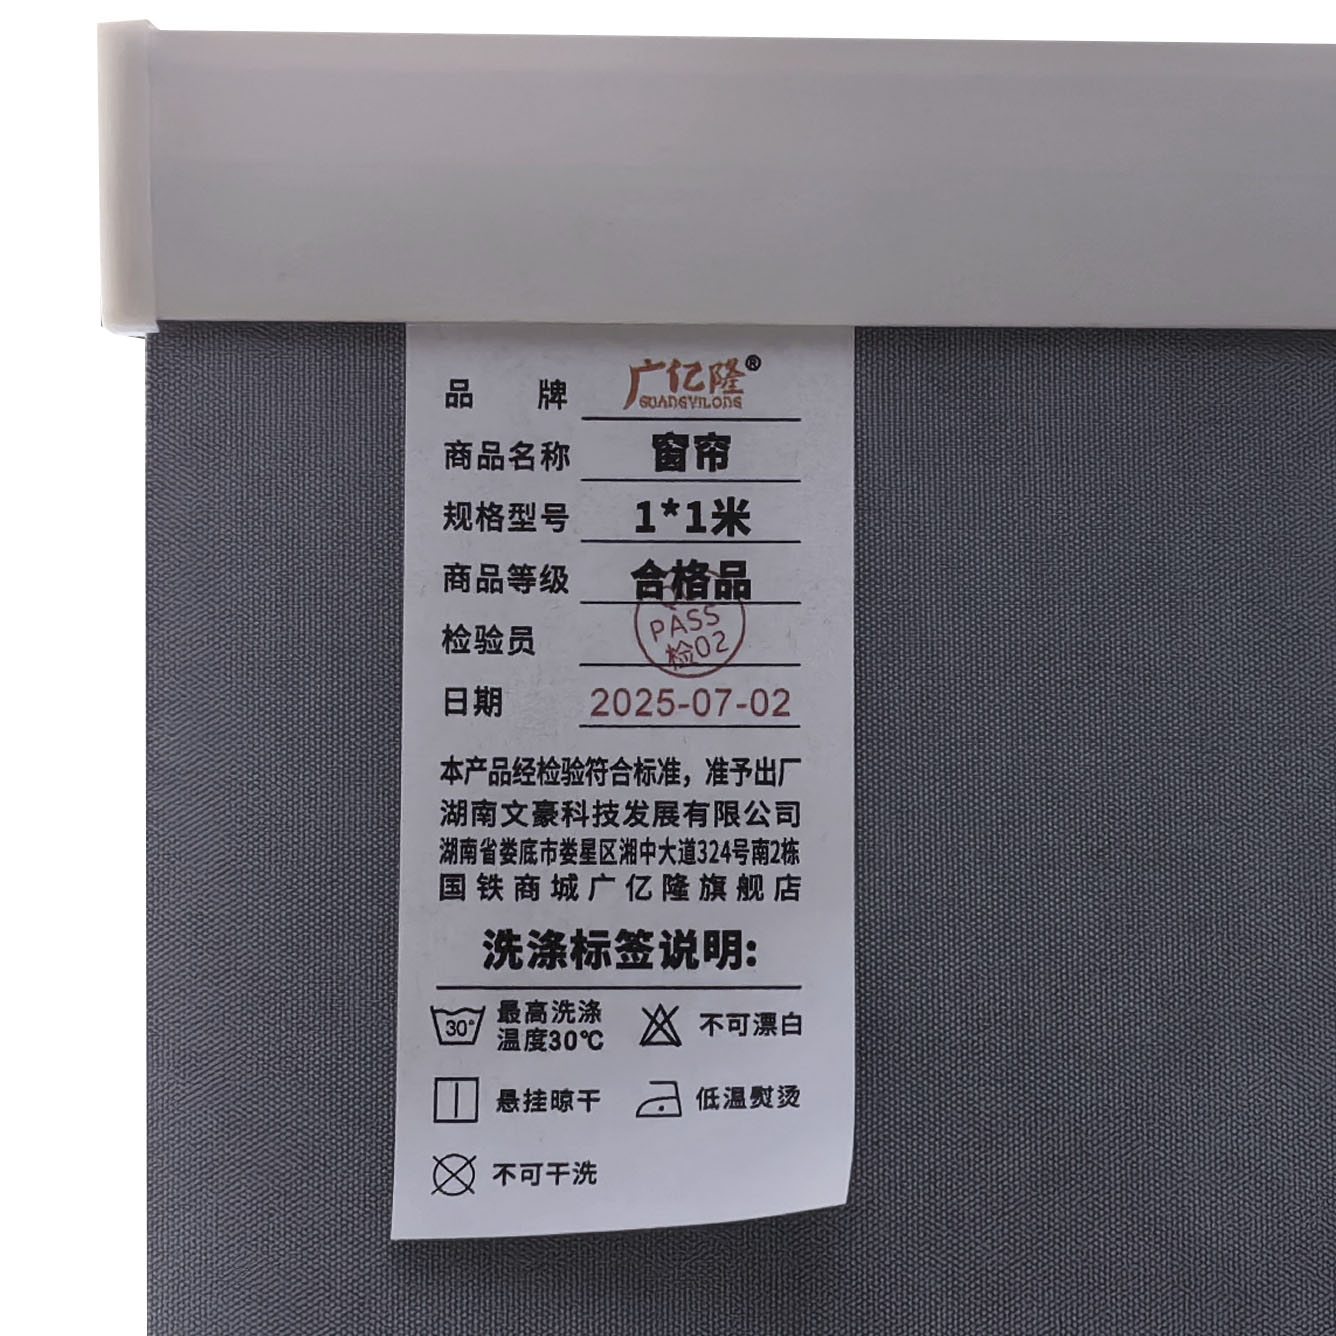 品牌 广亿隆®
GUANGYILONG
商品名称 窗帘
规格型号 1*1米
商品等级 合格品
检验员 PASS
检02
日期 2025-07-02
本产品经检验符合标准，准予出厂
湖南文豪科技发展有限公司
湖南省娄底市娄星区湘中大道324号南2栋
国铁商城广亿隆旗舰店
洗涤标签说明:
30° 最高洗涤
温度30℃
不可漂白
悬挂晾干 低温熨烫
不可干洗